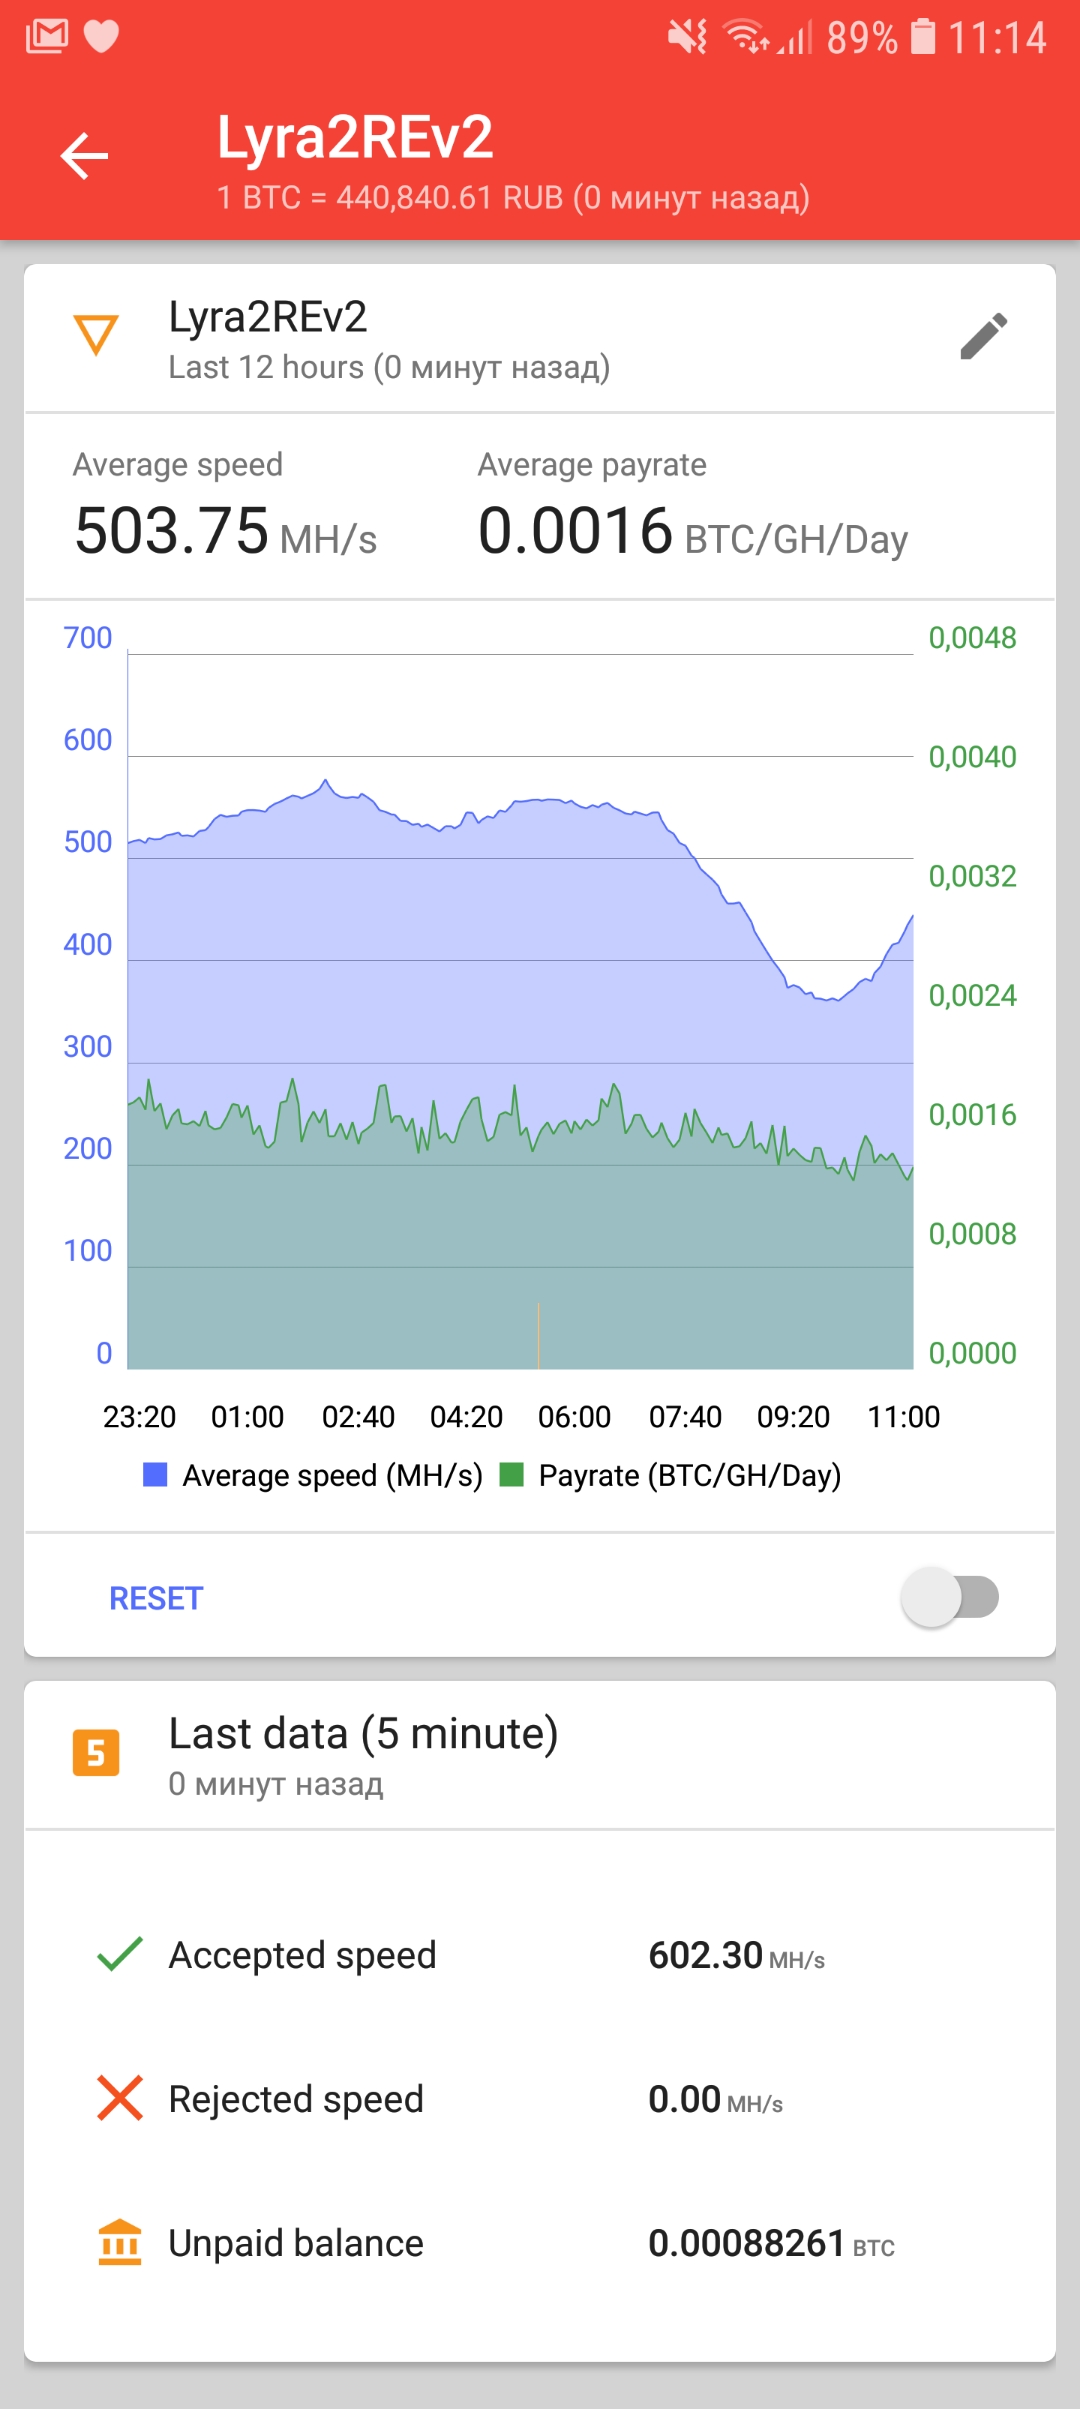 89% 11:14
Lyra2REv2
1 BTC = 440,840.61 RUB (0 минут назад)
Lyra2REv2
Last 12 hours (0 минут назад)
Average speed Average payrate
503.75 MH/s 0.0016 BTC/GH/Day
700 0,0048
600 0,0040
500 0,0032
400 0,0024
300 0,0016
200 0,0008
100 0,0000
0
23:20 01:00 02:40 04:20 06:00 07:40 09:20 11:00
Average speed (MH/s) Payrate (BTC/GH/Day)
RESET
5 Last data (5 minute)
0 минут назад
Accepted speed 602.30 MH/s
Rejected speed 0.00 MH/s
Unpaid balance 0.00088261 BTC